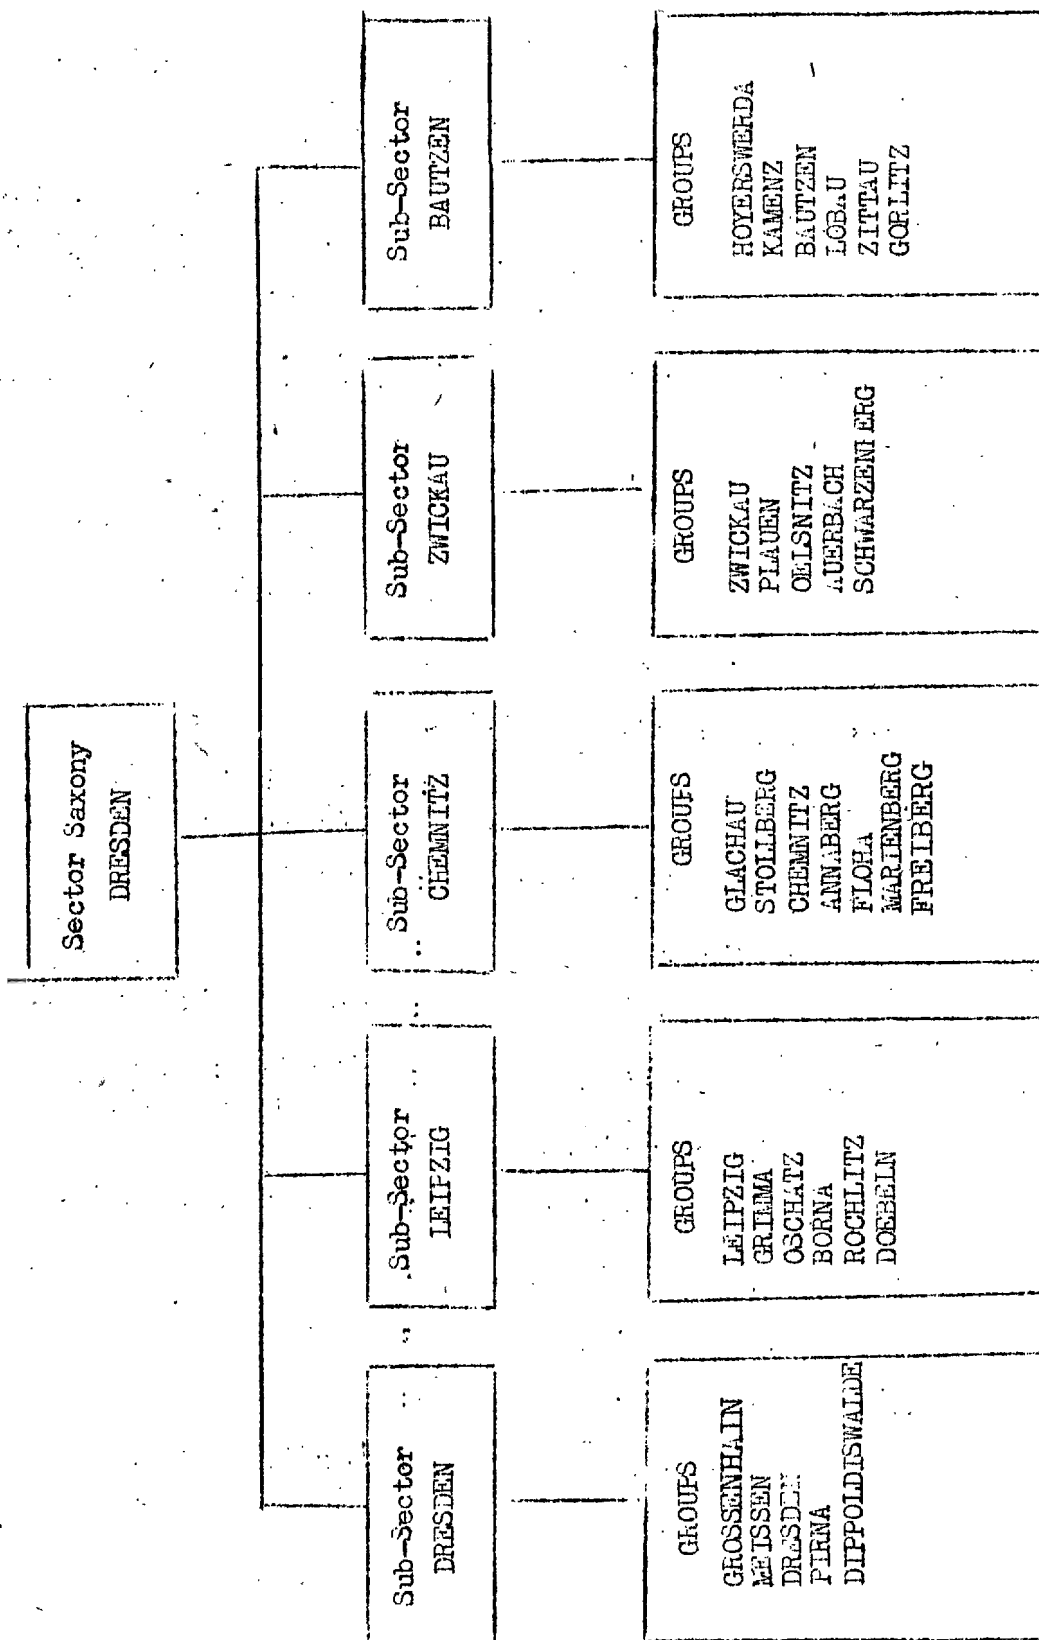 Sector Saxony
DRESDEN
Sub-Sector
DRESDEN
Sub-Sector
LEIPZIG
Sub-Sector
CHEMNITZ
Sub-Sector
ZWICKAU
Sub-Sector
BAUTZEN
GROUPS
GROSSENHAIN
MEISSEN
DRESDEN
PIRNA
DIPPOLDISWALDE
GROUPS
LEIPZIG
GRIMMA
OSCHATZ
BORNA
ROCHLITZ
DOEBELN
GROUPS
GLACHAU
STOLLBERG
CHEMNITZ
ANNABERG
FLOHA
MARIENBERG
FREIBERG
GROUPS
ZWICKAU
PLAUEN
OELSNITZ
AUERBACH
SCHWARZENBERG
GROUPS
HOYERSWERDA
KAMENZ
BAUTZEN
LOBAU
ZITTAU
GORLITZ